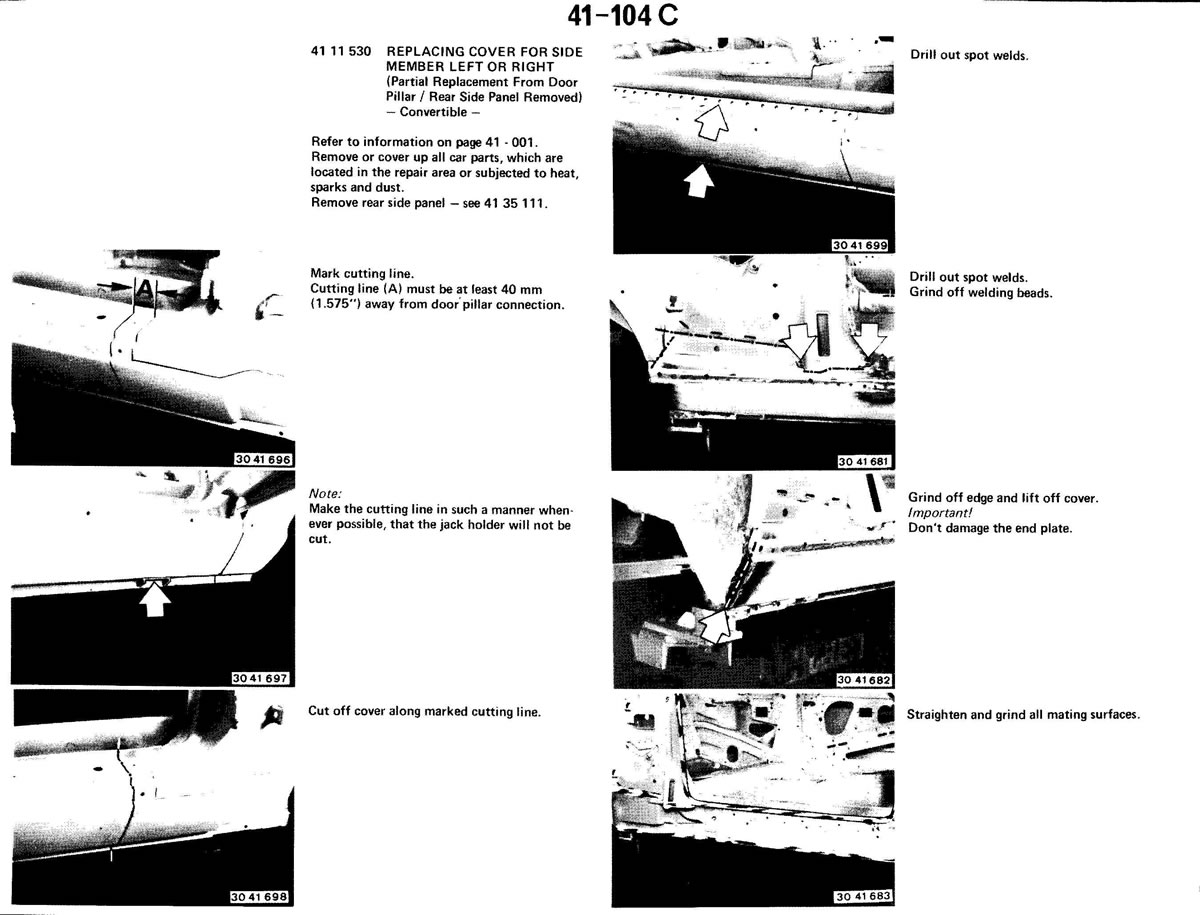 41-104 C
41 11 530 REPLACING COVER FOR SIDE
MEMBER LEFT OR RIGHT
(Partial Replacement From Door
Pillar / Rear Side Panel Removed)
— Convertible —
Refer to information on page 41 - 001.
Remove or cover up all car parts, which are
located in the repair area or subjected to heat,
sparks and dust.
Remove rear side panel — see 41 35 111.
A
30 41 696
Mark cutting line.
Cutting line (A) must be at least 40 mm
(1.575") away from door pillar connection.
30 41 697
Note:
Make the cutting line in such a manner when-
ever possible, that the jack holder will not be
cut.
30 41 698
Cut off cover along marked cutting line.
30 41 699
Drill out spot welds.
30 41 681
Drill out spot welds.
Grind off welding beads.
30 41 682
Grind off edge and lift off cover.
Important!
Don't damage the end plate.
30 41 683
Straighten and grind all mating surfaces.